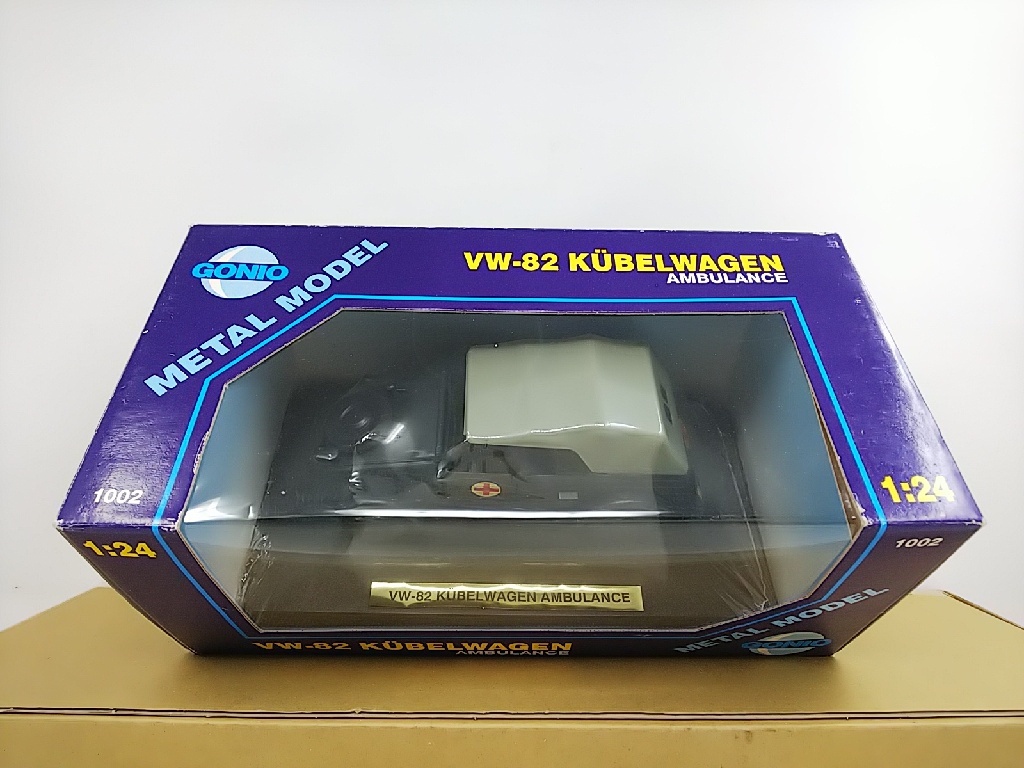 GONIO
METAL MODEL
VW-82 KÜBELWAGEN
AMBULANCE
1002
1:24
1:24
1002
VW-82 KÜBELWAGEN AMBULANCE
VW-82 KÜBELWAGEN
AMBULANCE
METAL MODEL
GONIO